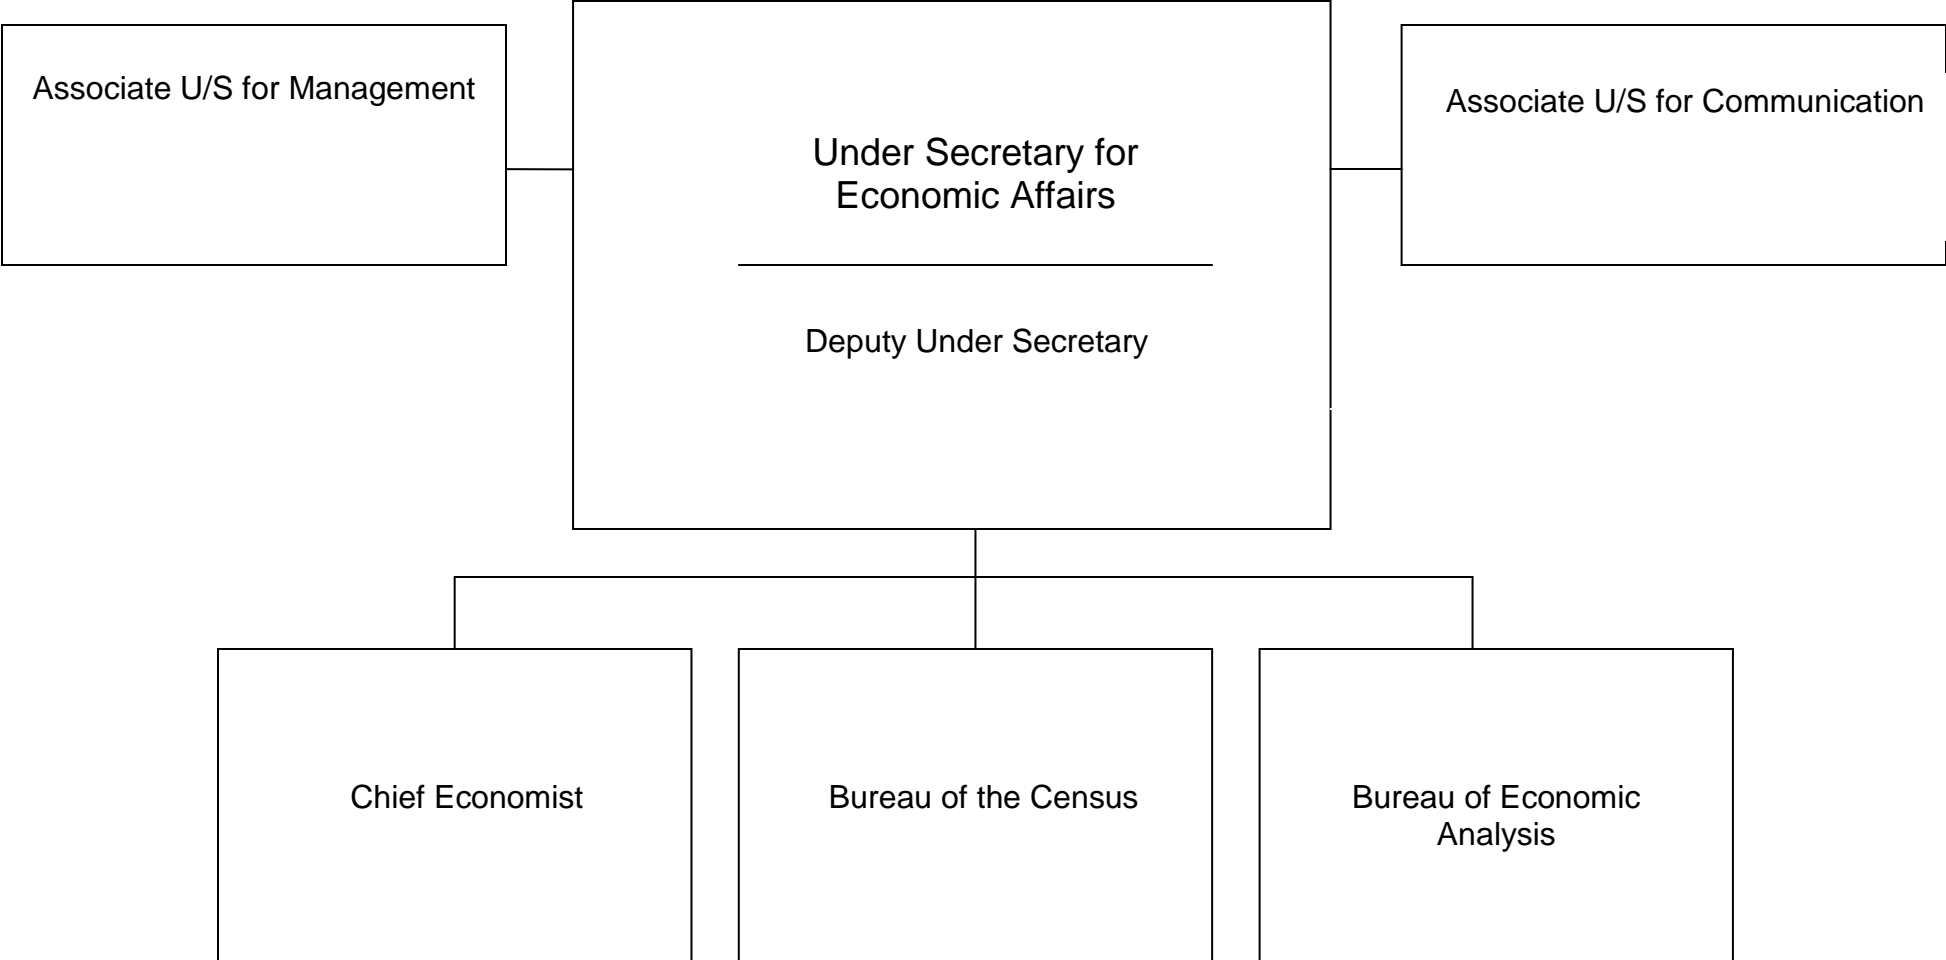 Associate U/S for Management
Under Secretary for
Economic Affairs
Deputy Under Secretary
Associate U/S for Communication
Chief Economist
Bureau of the Census
Bureau of Economic
Analysis